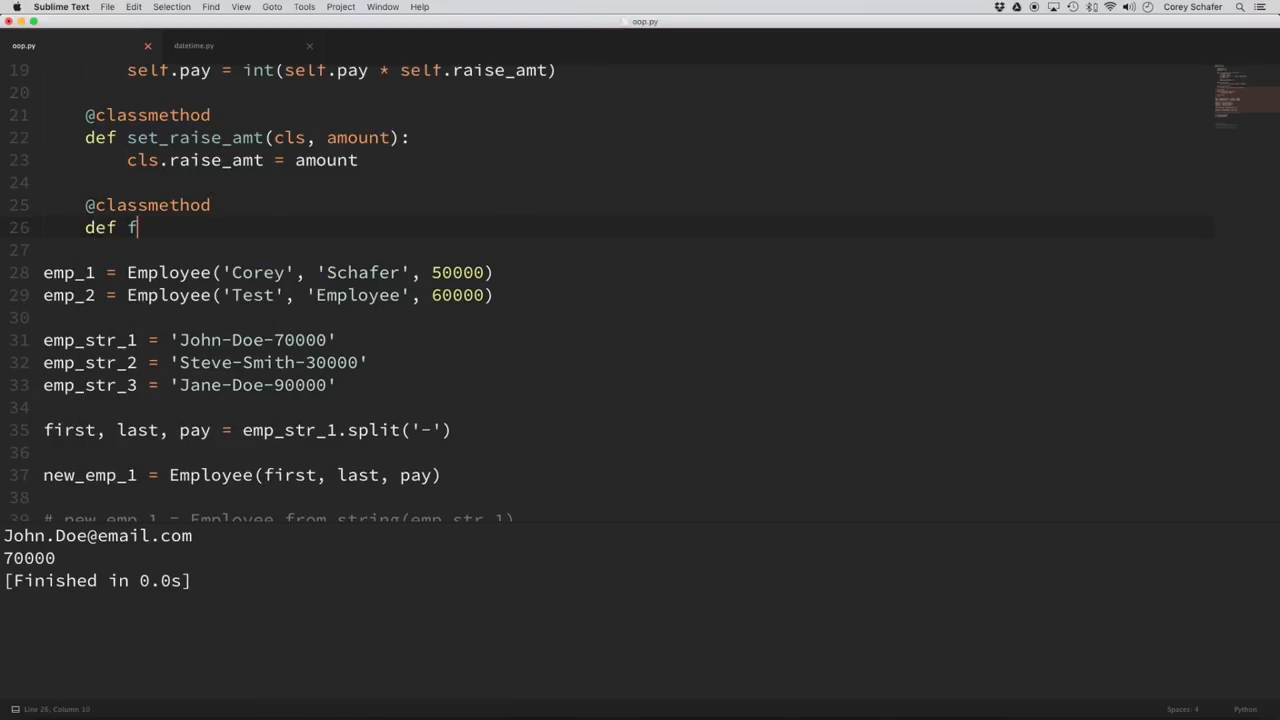 Sublime Text File Edit Selection Find View Goto Tools Project Window Help Corey Schafer
oop.py
oop.py datetime.py
19 self.pay = int(self.pay * self.raise_amt)
20
21 @classmethod
22 def set_raise_amt(cls, amount):
23 cls.raise_amt = amount
24
25 @classmethod
26 def f
27
28 emp_1 = Employee('Corey', 'Schafer', 50000)
29 emp_2 = Employee('Test', 'Employee', 60000)
30
31 emp_str_1 = 'John-Doe-70000'
32 emp_str_2 = 'Steve-Smith-30000'
33 emp_str_3 = 'Jane-Doe-90000'
34
35 first, last, pay = emp_str_1.split('-')
36
37 new_emp_1 = Employee(first, last, pay)
38
39 # new_emp_1 = Employee.from_string(emp_str_1)
John.Doe@email.com
70000
[Finished in 0.0s]
Line 26, Column 10 Spaces: 4 Python